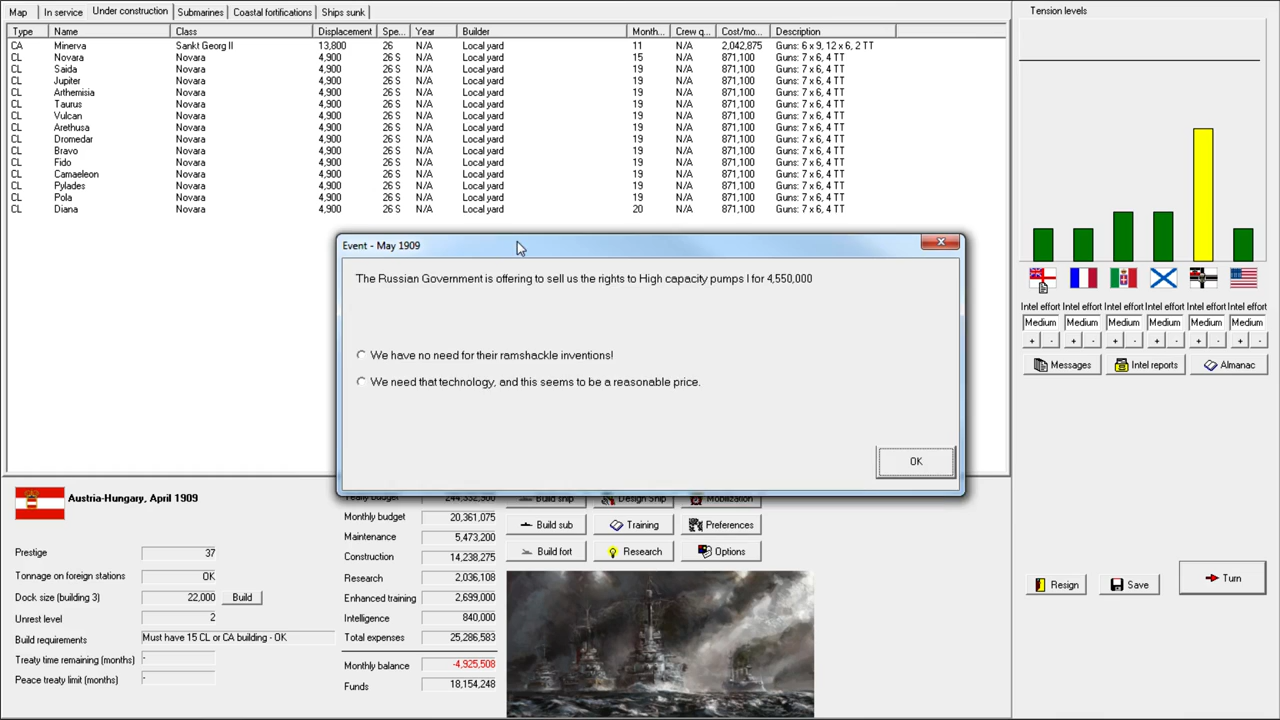 Map In service Under construction Submarines Coastal fortifications Ships sunk
Type Name Class Displacement Spe... Year Builder Month... Crew q... Cost/mo... Description
CA Minerva Sankt Georg II 13,800 26 N/A Local yard 11 N/A 2,042,875 Guns: 6 x 9, 12 x 6, 2 TT
CL Novara Novara 4,900 26 S N/A Local yard 15 N/A 871,100 Guns: 7 x 6, 4 TT
CL Saida Novara 4,900 26 S N/A Local yard 19 N/A 871,100 Guns: 7 x 6, 4 TT
CL Jupiter Novara 4,900 26 S N/A Local yard 19 N/A 871,100 Guns: 7 x 6, 4 TT
CL Arthemisia Novara 4,900 26 S N/A Local yard 19 N/A 871,100 Guns: 7 x 6, 4 TT
CL Taurus Novara 4,900 26 S N/A Local yard 19 N/A 871,100 Guns: 7 x 6, 4 TT
CL Vulcan Novara 4,900 26 S N/A Local yard 19 N/A 871,100 Guns: 7 x 6, 4 TT
CL Arethusa Novara 4,900 26 S N/A Local yard 19 N/A 871,100 Guns: 7 x 6, 4 TT
CL Dromedar Novara 4,900 26 S N/A Local yard 19 N/A 871,100 Guns: 7 x 6, 4 TT
CL Bravo Novara 4,900 26 S N/A Local yard 19 N/A 871,100 Guns: 7 x 6, 4 TT
CL Fido Novara 4,900 26 S N/A Local yard 19 N/A 871,100 Guns: 7 x 6, 4 TT
CL Camaeleon Novara 4,900 26 S N/A Local yard 19 N/A 871,100 Guns: 7 x 6, 4 TT
CL Pylades Novara 4,900 26 S N/A Local yard 19 N/A 871,100 Guns: 7 x 6, 4 TT
CL Pola Novara 4,900 26 S N/A Local yard 19 N/A 871,100 Guns: 7 x 6, 4 TT
CL Diana Novara 4,900 26 S N/A Local yard 20 N/A 871,100 Guns: 7 x 6, 4 TT
Event - May 1909
The Russian Government is offering to sell us the rights to High capacity pumps I for 4,550,000
We have no need for their ramshackle inventions!
We need that technology, and this seems to be a reasonable price.
OK
Tension levels
Intel effort Intel effort Intel effort Intel effort Intel effort Intel effort
Medium Medium Medium Medium Medium Medium
+ - + - + - + - + - + -
Messages Intel reports Almanac
Austria-Hungary, April 1909
Prestige 37
Tonnage on foreign stations OK
Dock size (building 3) 22,000 Build
Unrest level 2
Build requirements Must have 15 CL or CA building - OK
Treaty time remaining (months) -
Peace treaty limit (months) -
Yearly budget 244,332,900
Monthly budget 20,361,075
Maintenance 5,473,200
Construction 14,238,275
Research 2,036,108
Enhanced training 2,699,000
Intelligence 840,000
Total expenses 25,286,583
Monthly balance -4,925,508
Funds 18,154,248
Build ship Design Ship Mobilization
Build sub Training Preferences
Build fort Research Options
Resign Save Turn